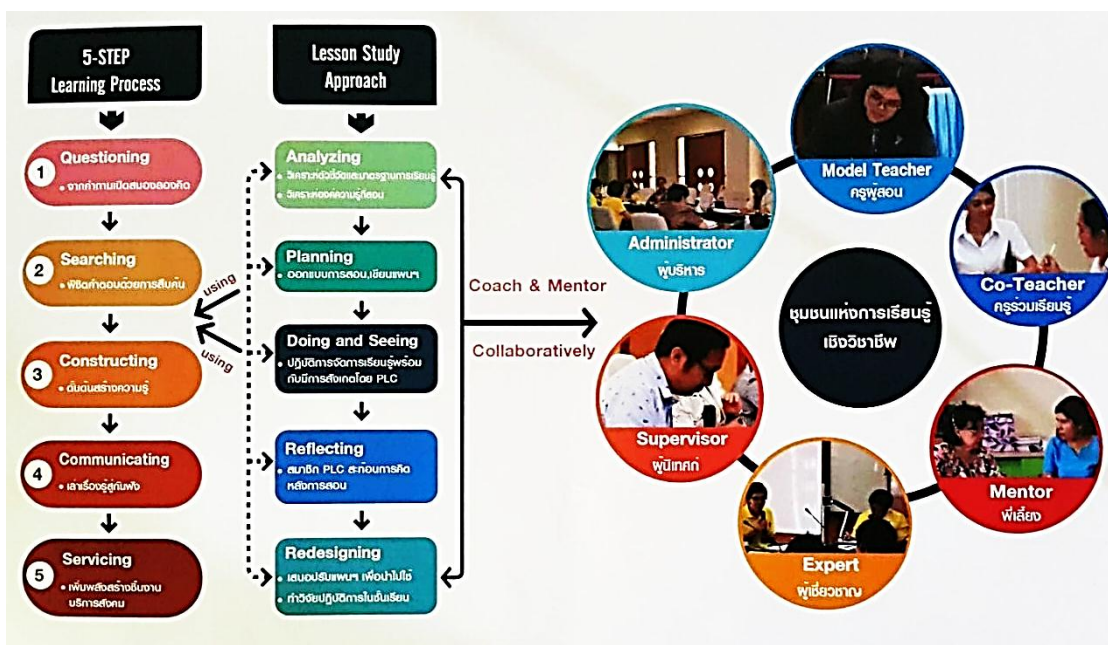 5-STEP
Learning Process
1
Questioning
• จากคำถามเปิดสมองลองคิด
2
Searching
• พิชิตคำตอบด้วยการสืบค้น
3
Constructing
• ดั้นด้นสร้างความรู้
4
Communicating
• เล่าเรื่องรู้สู่กันฟัง
5
Servicing
• เพิ่มพลังสร้างชิ้นงาน
บริการสังคม
using
using
Lesson Study
Approach
Analyzing
• วิเคราะห์ตัวชี้วัดและมาตรฐานการเรียนรู้
• วิเคราะห์องค์ความรู้ที่สอน
Planning
• ออกแบบการสอน,เขียนแผนฯ
Doing and Seeing
• ปฏิบัติการจัดการเรียนรู้พร้อม
กับมีการสังเกตโดย PLC
Reflecting
• สมาชิก PLC สะท้อนการคิด
หลังการสอน
Redesigning
• เสนอปรับแผนฯ เพื่อนำไปใช้
• ทำวิจัยปฏิบัติการในชั้นเรียน
Coach & Mentor
Collaboratively
Model Teacher
ครูผู้สอน
Administrator
ผู้บริหาร
Co-Teacher
ครูร่วมเรียนรู้
ชุมชนแห่งการเรียนรู้
เชิงวิชาชีพ
Supervisor
ผู้นิเทศก์
Mentor
พี่เลี้ยง
Expert
ผู้เชี่ยวชาญ